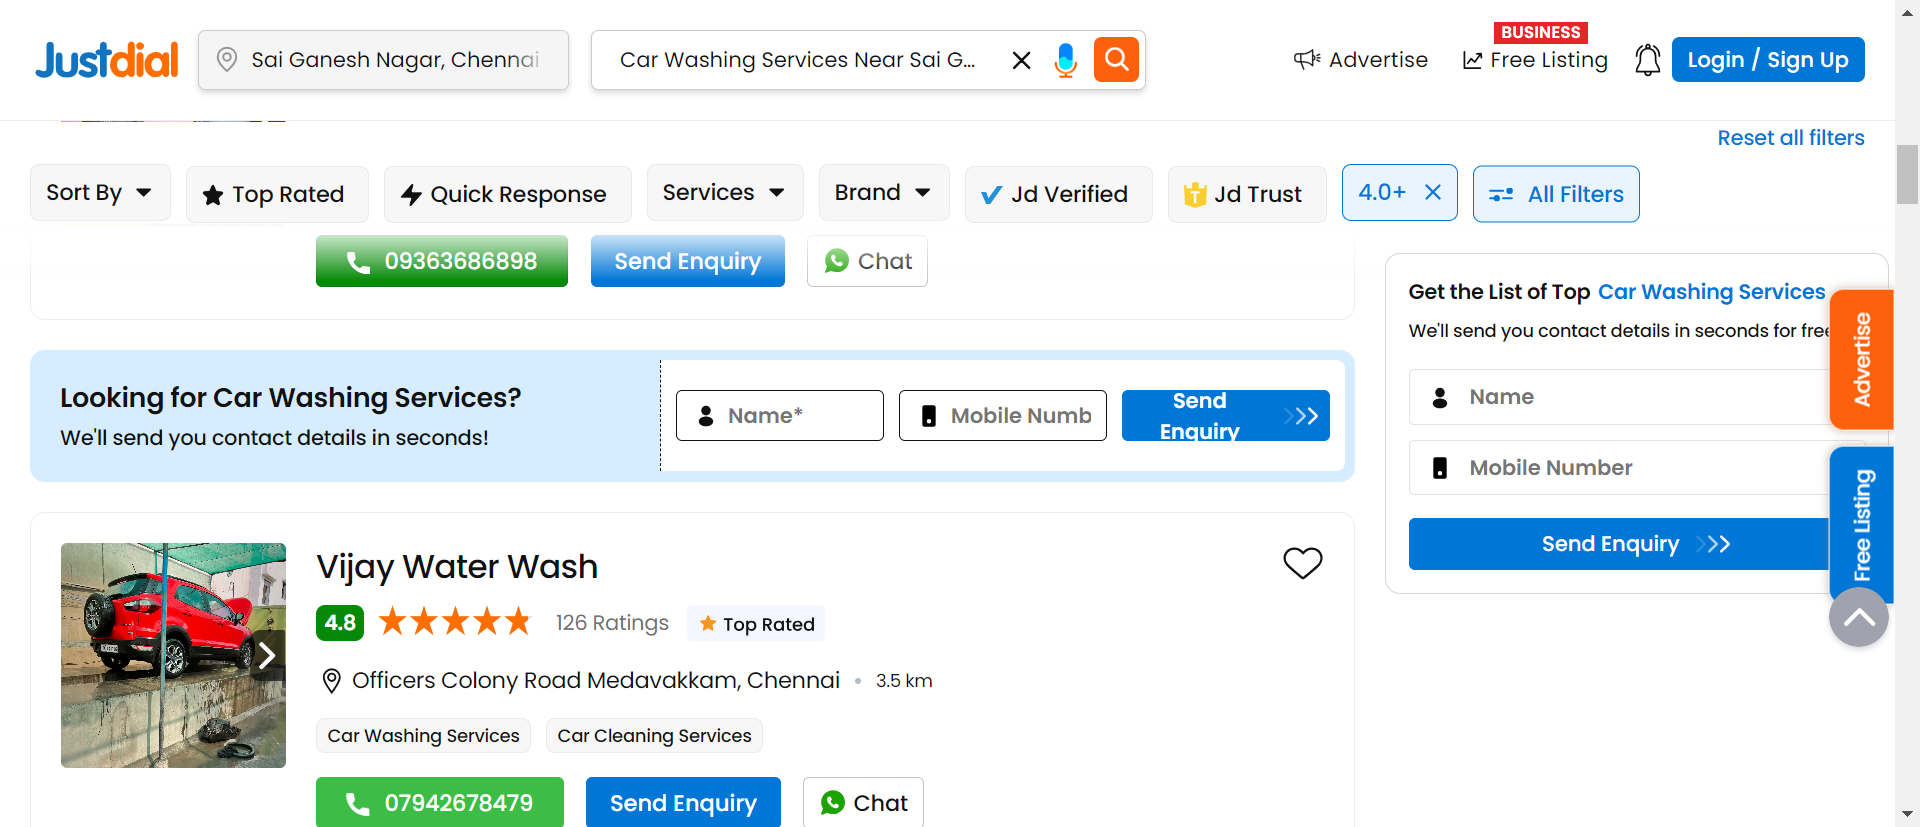 Justdial
Sai Ganesh Nagar, Chennai
Car Washing Services Near Sai G...
Advertise
BUSINESS
Free Listing
Login / Sign Up
Reset all filters
Sort By
Top Rated
Quick Response
Services
Brand
Jd Verified
Jd Trust
4.0+
All Filters
09363686898
Send Enquiry
Chat
Looking for Car Washing Services?
We'll send you contact details in seconds!
Name*
Mobile Numb
Send
Enquiry
Get the List of Top Car Washing Services
We'll send you contact details in seconds for free
Name
Mobile Number
Send Enquiry
Advertise
Free Listing
Vijay Water Wash
4.8
126 Ratings
Top Rated
Officers Colony Road Medavakkam, Chennai • 3.5 km
Car Washing Services
Car Cleaning Services
07942678479
Send Enquiry
Chat